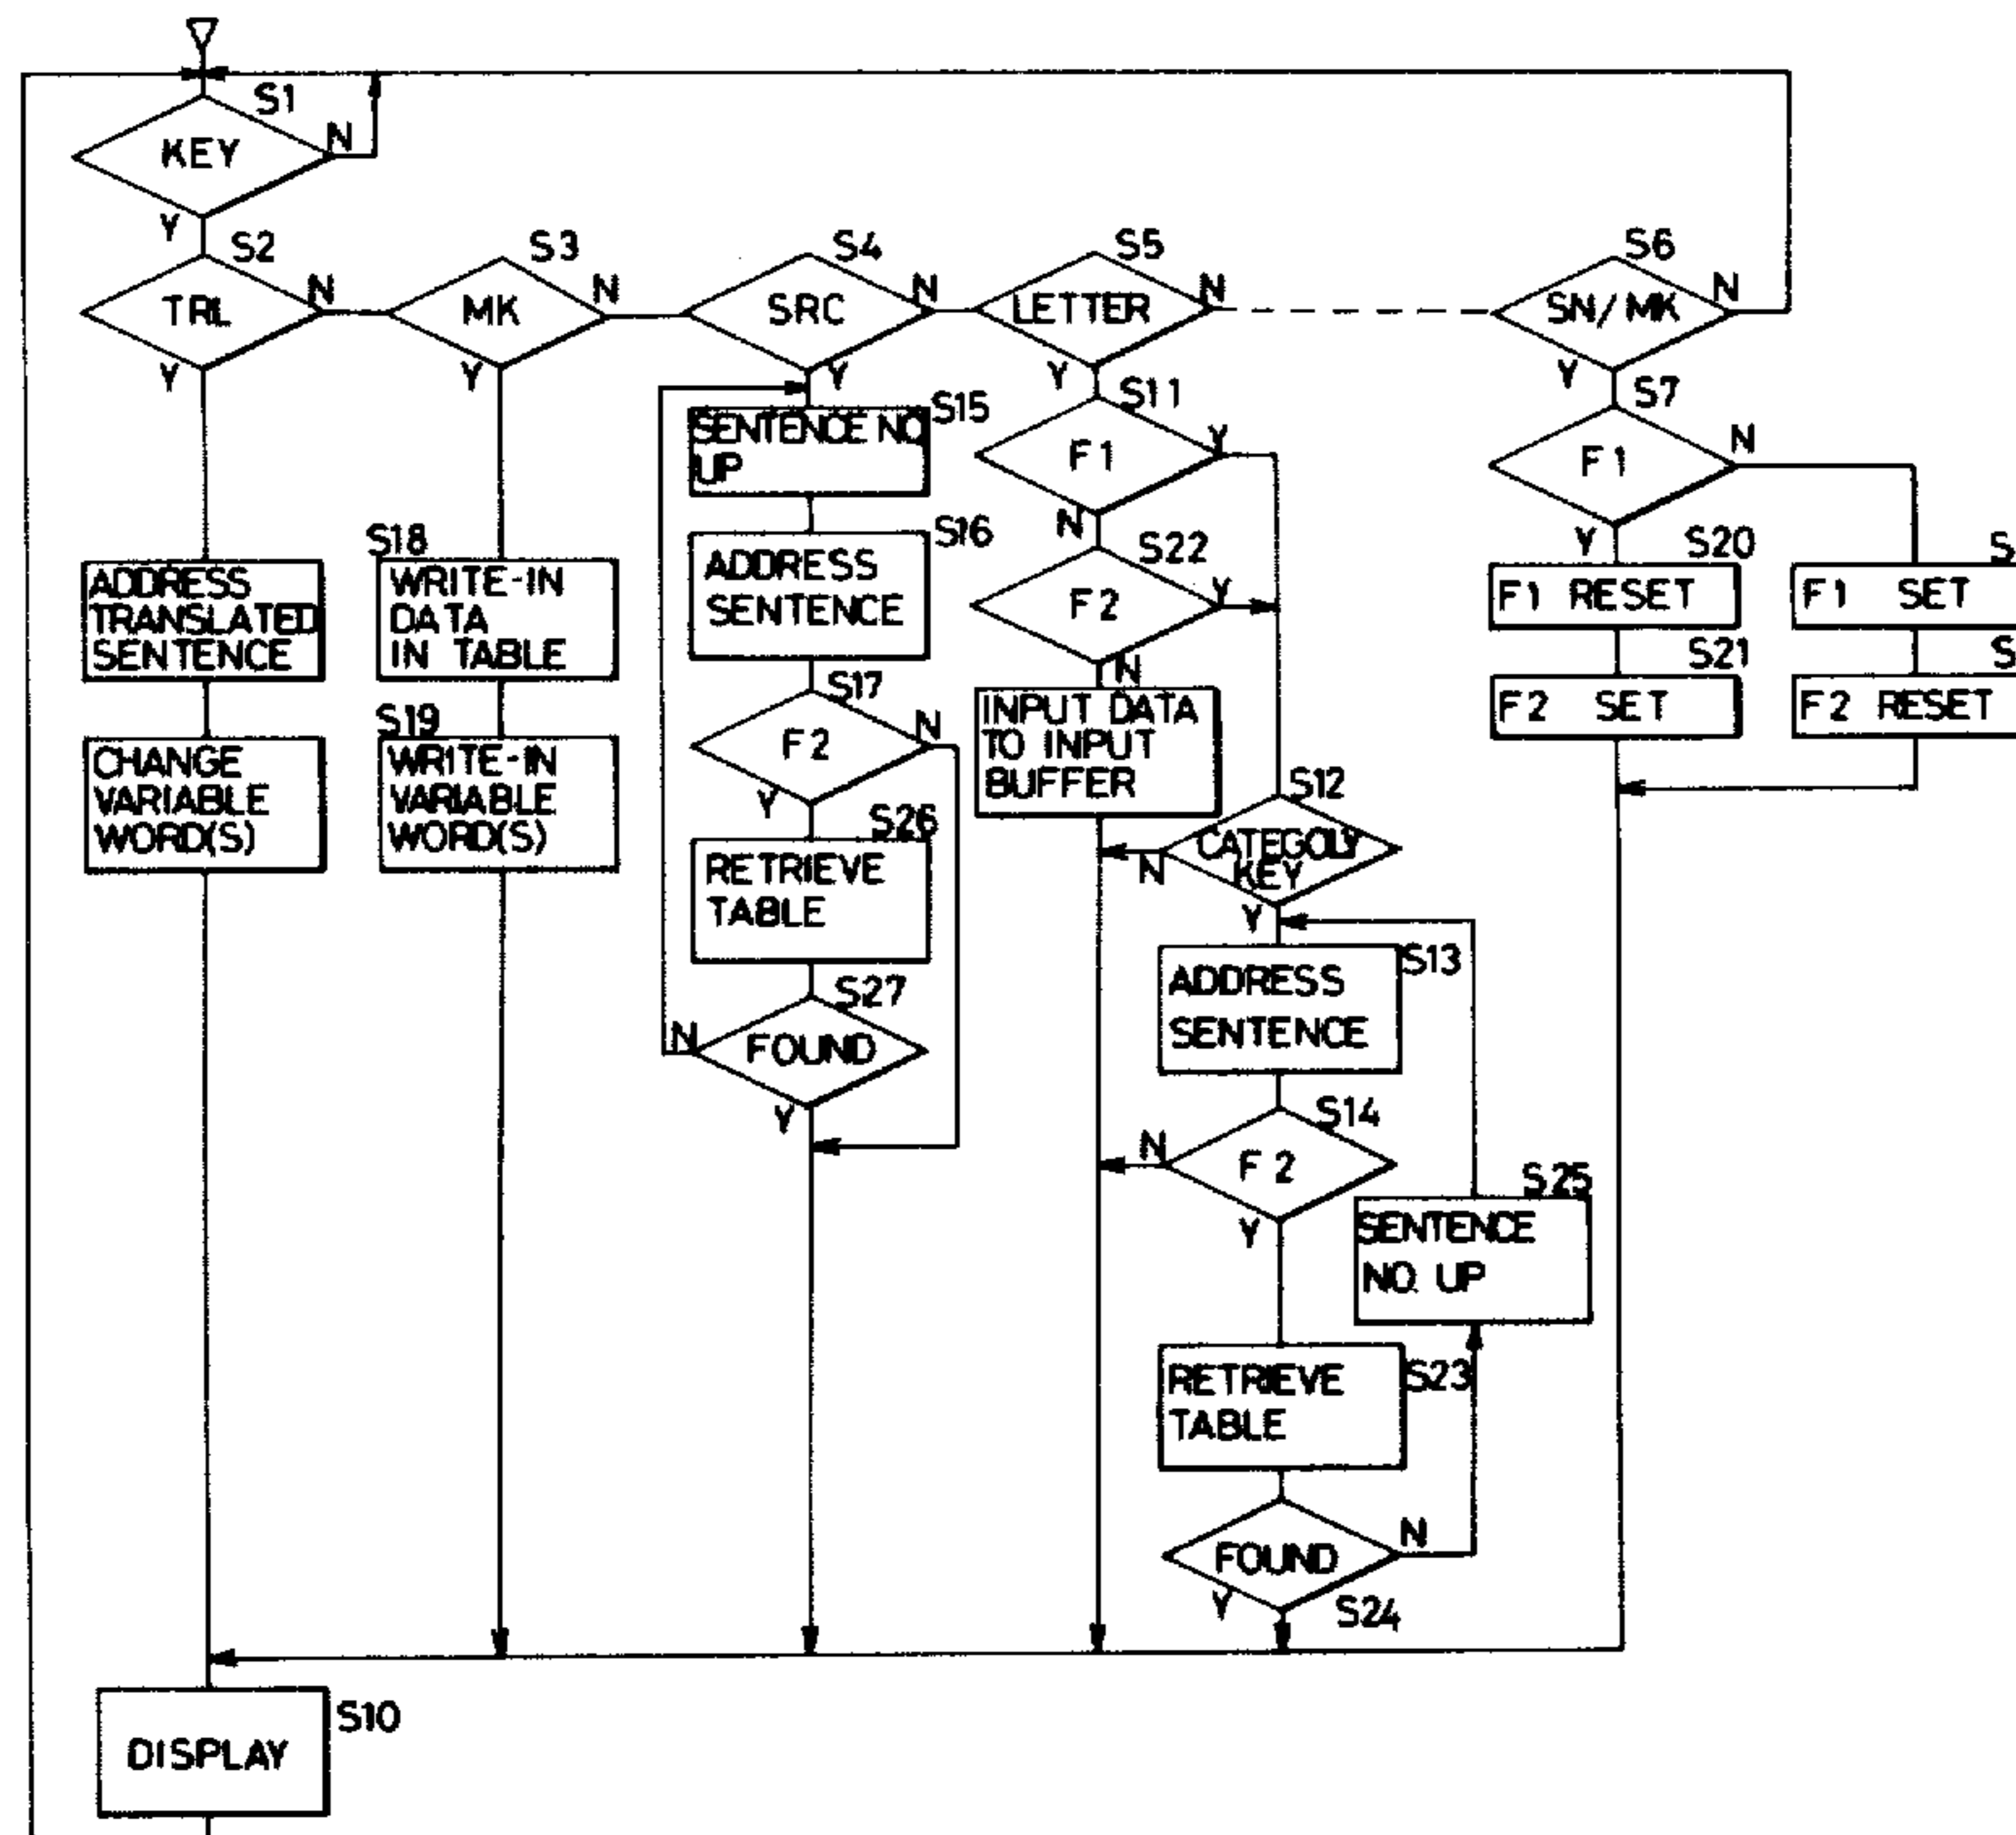 S1
KEY
N
Y
S2
TRL
N
Y
S3
MK
N
Y
S4
SRC
N
Y
S5
LETTER
N
Y
S6
SN/MK
N
Y
ADDRESS
TRANSLATED
SENTENCE
CHANGE
VARIABLE
WORD(S)
S18
WRITE-IN
DATA
IN TABLE
S19
WRITE-IN
VARIABLE
WORD(S)
S15
SENTENCE NO
UP
S16
ADDRESS
SENTENCE
S17
F2
N
Y
S26
RETRIEVE
TABLE
S27
FOUND
N
Y
S11
F1
Y
N
S22
F2
Y
N
INPUT DATA
TO INPUT
BUFFER
S12
CATEGOLY
KEY
N
Y
S13
ADDRESS
SENTENCE
S14
F2
N
Y
S25
SENTENCE
NO. UP
S23
RETRIEVE
TABLE
FOUND
N
Y
S24
S7
F1
N
Y
S20
F1 RESET
S21
F2 SET
S
F1 SET
S
F2 RESET
S10
DISPLAY